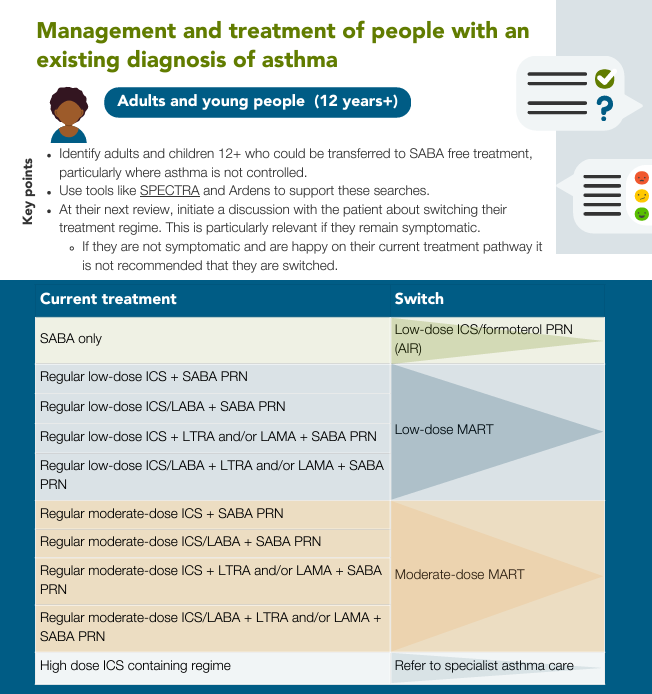 Management and treatment of people with an
existing diagnosis of asthma
Adults and young people (12 years+)
Key points
• Identify adults and children 12+ who could be transferred to SABA free treatment,
particularly where asthma is not controlled.
• Use tools like SPECTRA and Ardens to support these searches.
• At their next review, initiate a discussion with the patient about switching their
treatment regime. This is particularly relevant if they remain symptomatic.
◦ If they are not symptomatic and are happy on their current treatment pathway it
is not recommended that they are switched.
Current treatment
Switch
SABA only
Low-dose ICS/formoterol PRN
(AIR)
Regular low-dose ICS + SABA PRN
Regular low-dose ICS/LABA + SABA PRN
Regular low-dose ICS + LTRA and/or LAMA + SABA PRN
Regular low-dose ICS/LABA + LTRA and/or LAMA + SABA
PRN
Low-dose MART
Regular moderate-dose ICS + SABA PRN
Regular moderate-dose ICS/LABA + SABA PRN
Regular moderate-dose ICS + LTRA and/or LAMA + SABA
PRN
Regular moderate-dose ICS/LABA + LTRA and/or LAMA +
SABA PRN
Moderate-dose MART
High dose ICS containing regime
Refer to specialist asthma care